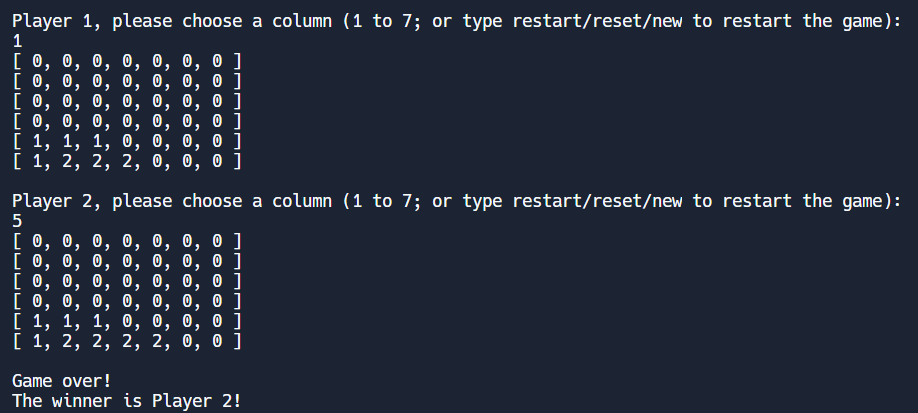 Player 1, please choose a column (1 to 7; or type restart/reset/new to restart the game):
1
[ 0, 0, 0, 0, 0, 0, 0 ]
[ 0, 0, 0, 0, 0, 0, 0 ]
[ 0, 0, 0, 0, 0, 0, 0 ]
[ 0, 0, 0, 0, 0, 0, 0 ]
[ 1, 1, 1, 0, 0, 0, 0 ]
[ 1, 2, 2, 2, 0, 0, 0 ]
Player 2, please choose a column (1 to 7; or type restart/reset/new to restart the game):
5
[ 0, 0, 0, 0, 0, 0, 0 ]
[ 0, 0, 0, 0, 0, 0, 0 ]
[ 0, 0, 0, 0, 0, 0, 0 ]
[ 0, 0, 0, 0, 0, 0, 0 ]
[ 1, 1, 1, 0, 0, 0, 0 ]
[ 1, 2, 2, 2, 2, 0, 0 ]
Game over!
The winner is Player 2!